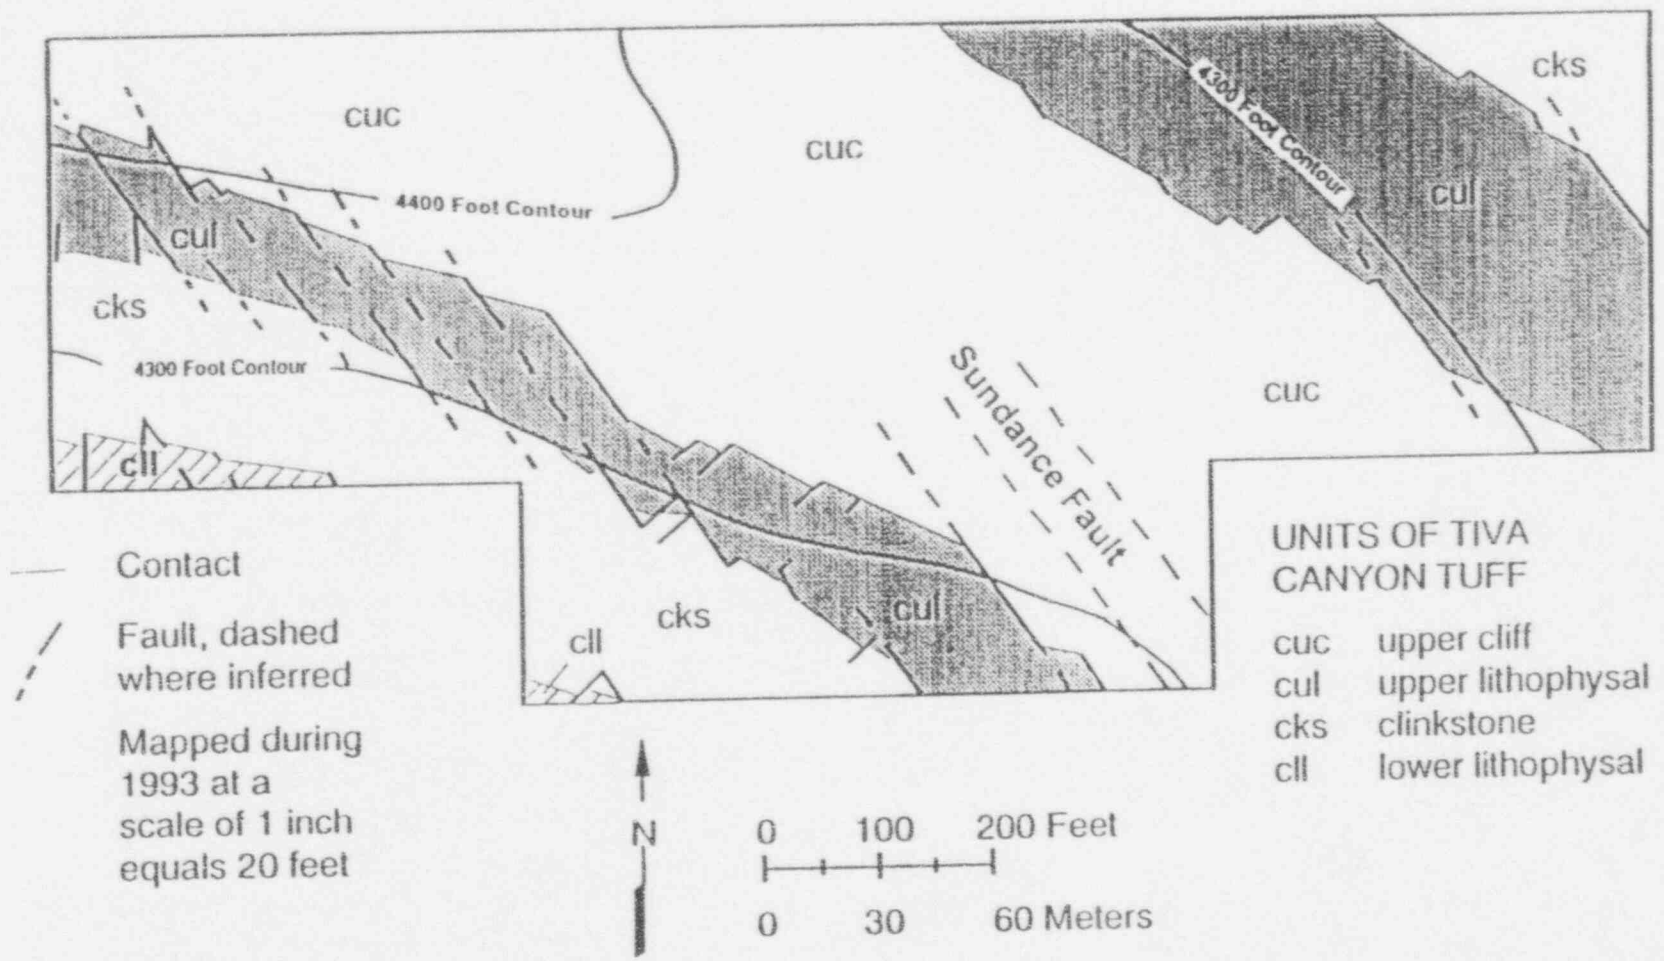 cks
cuc
cuc
4300 Foot Contour
cul
4400 Foot Contour
cul
cks
4300 Foot Contour
Sundance Fault
cuc
cll
Contact
Fault, dashed
where inferred
Mapped during
1993 at a
scale of 1 inch
equals 20 feet
cll
cks
cul
UNITS OF TIVA
CANYON TUFF
cuc upper cliff
cul upper lithophysal
cks clinkstone
cll lower lithophysal
N
0 100 200 Feet
0 30 60 Meters